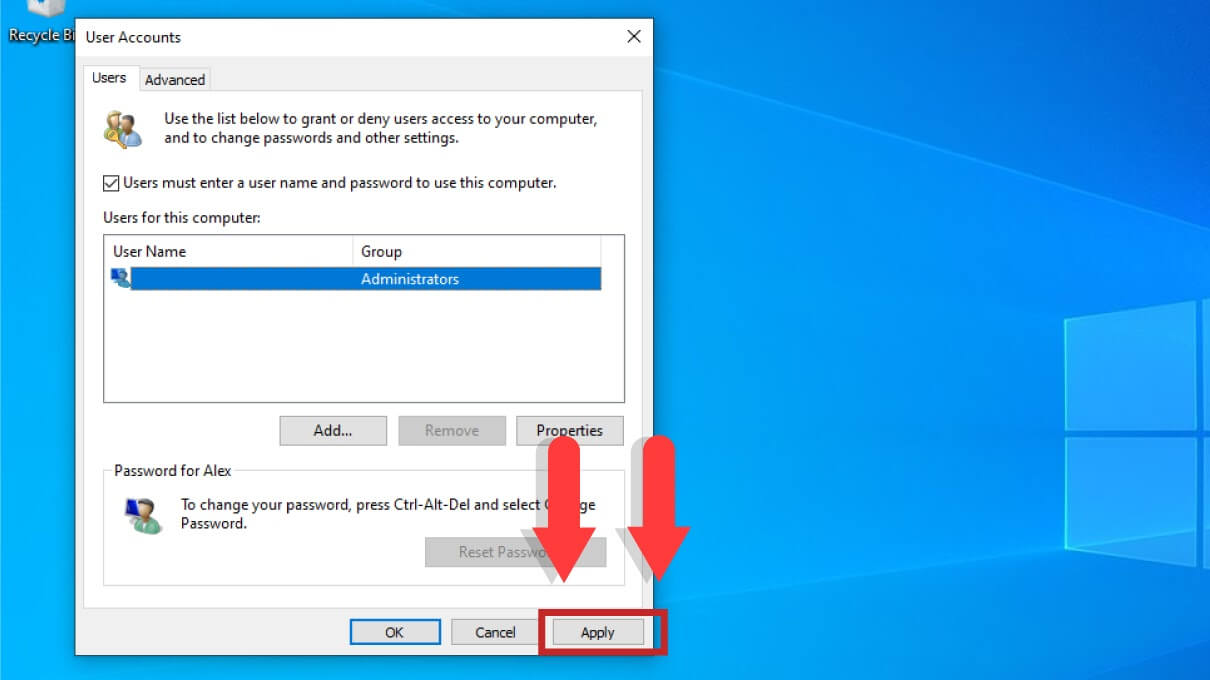 Recycle Bi
User Accounts
Users
Advanced
Use the list below to grant or deny users access to your computer,
and to change passwords and other settings.
Users must enter a user name and password to use this computer.
Users for this computer:
User Name Group
Administrators
Add... Remove Properties
Password for Alex
To change your password, press Ctrl-Alt-Del and select C ge
Password.
Reset Passwo
OK Cancel Apply